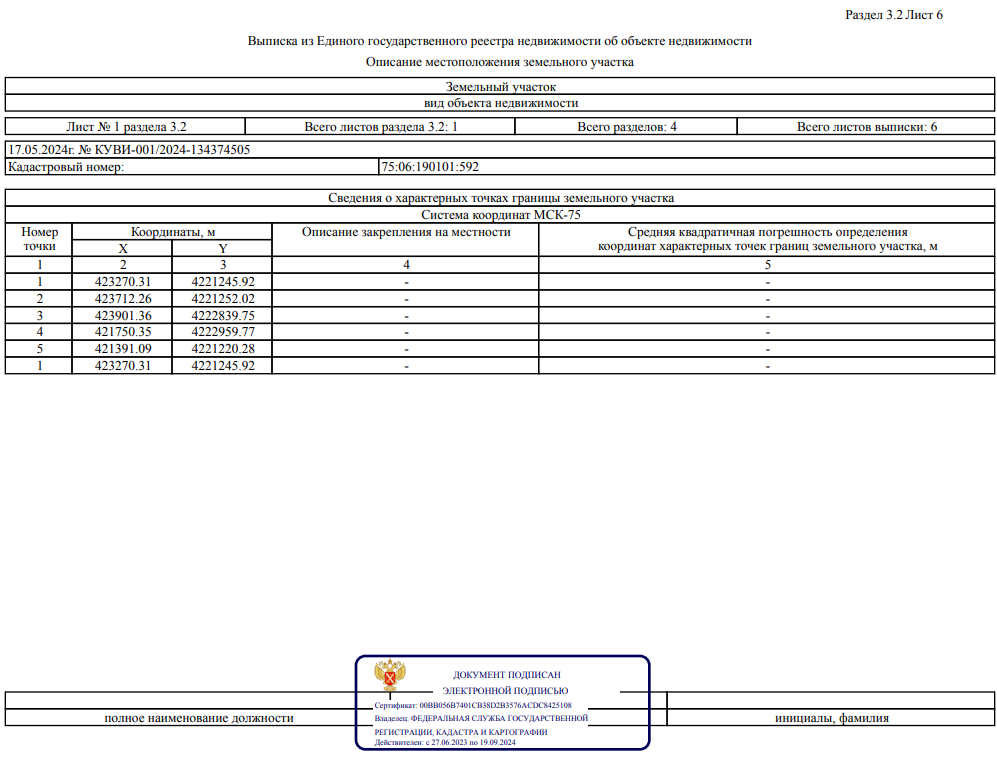 Раздел 3.2 Лист 6
Выписка из Единого государственного реестра недвижимости об объекте недвижимости
Описание местоположения земельного участка
Земельный участок
вид объекта недвижимости
Лист № 1 раздела 3.2 Всего листов раздела 3.2: 1 Всего разделов: 4 Всего листов выписки: 6
17.05.2024г. № КУВИ-001/2024-134374505
Кадастровый номер: 75:06:190101:592
Сведения о характерных точках границы земельного участка
Система координат МСК-75
Номер точки Координаты, м Описание закрепления на местности Средняя квадратичная погрешность определения
координат характерных точек границ земельного участка, м
X Y
1 2 3 4 5
1 423270.31 4221245.92 - -
2 423712.26 4221252.02 - -
3 423901.36 4222839.75 - -
4 421750.35 4222959.77 - -
5 421391.09 4221220.28 - -
1 423270.31 4221245.92 - -
ДОКУМЕНТ ПОДПИСАН
ЭЛЕКТРОННОЙ ПОДПИСЬЮ
Сертификат: 00BB056B7401CB38D2B3576ACDC8425108
Владелец: ФЕДЕРАЛЬНАЯ СЛУЖБА ГОСУДАРСТВЕННОЙ
РЕГИСТРАЦИИ, КАДАСТРА И КАРТОГРАФИИ
Действителен: с 27.06.2023 по 19.09.2024
полное наименование должности инициалы, фамилия